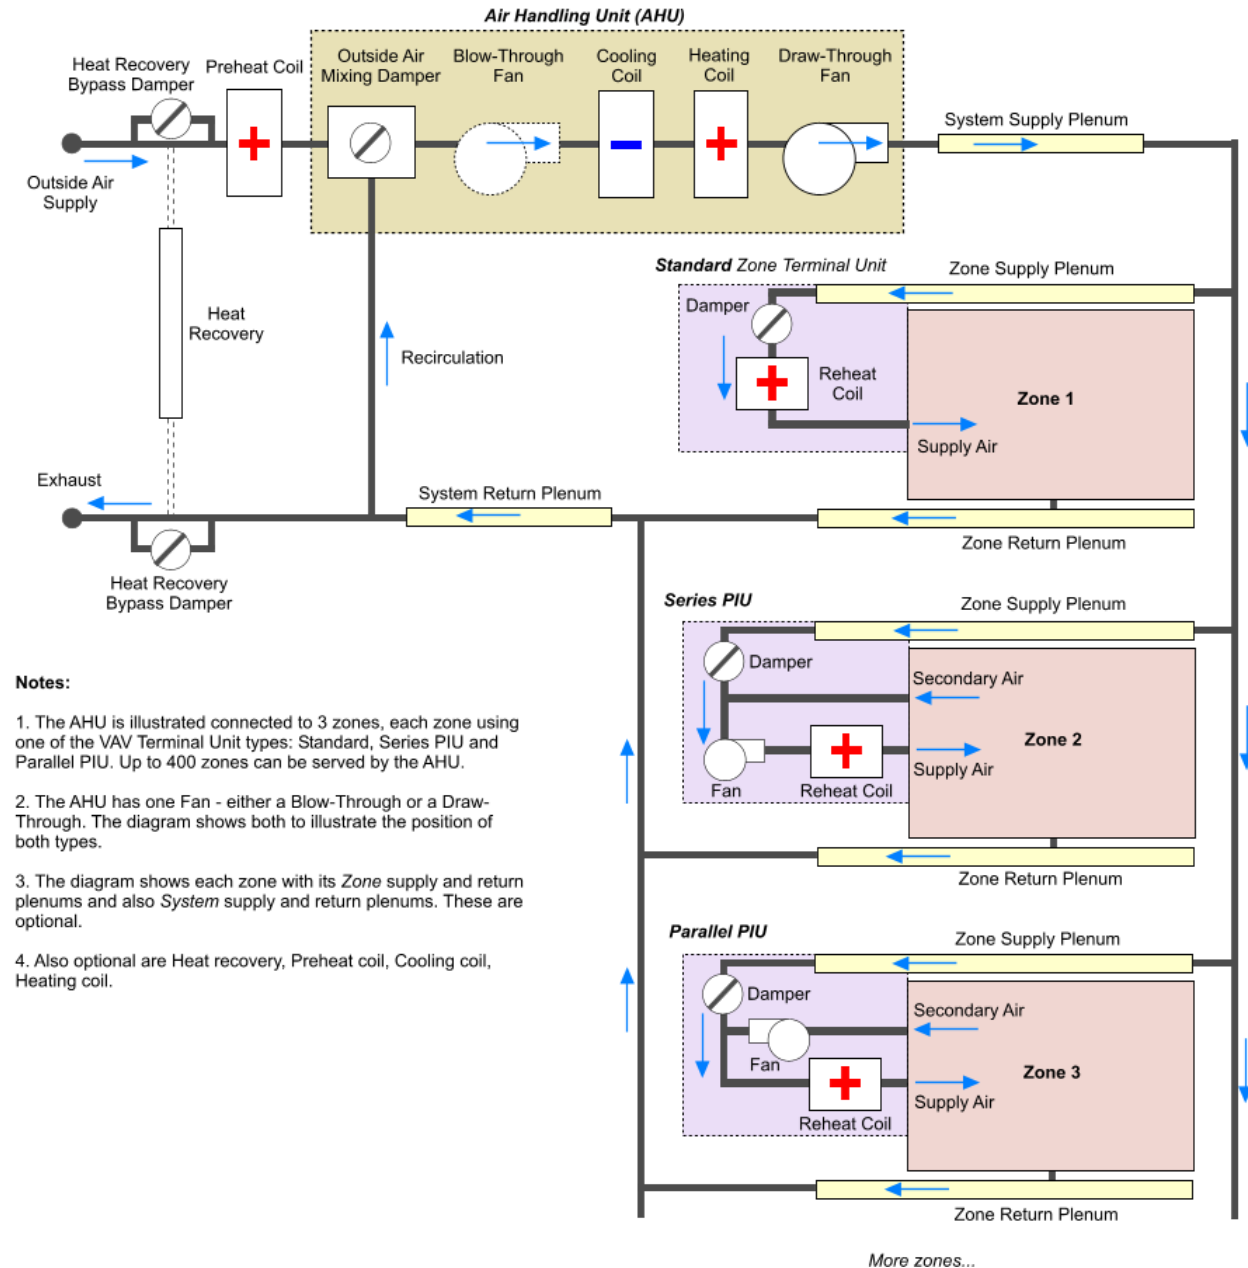 Air Handling Unit (AHU)
Heat Recovery
Bypass Damper
Preheat Coil
Outside Air
Mixing Damper
Blow-Through
Fan
Cooling
Coil
Heating
Coil
Draw-Through
Fan
System Supply Plenum
Outside Air
Supply
Standard Zone Terminal Unit
Zone Supply Plenum
Damper
Heat
Recovery
Recirculation
Reheat
Coil
Zone 1
Supply Air
Exhaust
System Return Plenum
Zone Return Plenum
Heat Recovery
Bypass Damper
Series PIU
Zone Supply Plenum
Damper
Secondary Air
Zone 2
Supply Air
Fan
Reheat Coil
Zone Return Plenum
Notes:
1. The AHU is illustrated connected to 3 zones, each zone using
one of the VAV Terminal Unit types: Standard, Series PIU and
Parallel PIU. Up to 400 zones can be served by the AHU.
2. The AHU has one Fan - either a Blow-Through or a Draw-
Through. The diagram shows both to illustrate the position of
both types.
3. The diagram shows each zone with its Zone supply and return
plenums and also System supply and return plenums. These are
optional.
4. Also optional are Heat recovery, Preheat coil, Cooling coil,
Heating coil.
Parallel PIU
Zone Supply Plenum
Damper
Secondary Air
Fan
Zone 3
Supply Air
Reheat Coil
Zone Return Plenum
More zones...